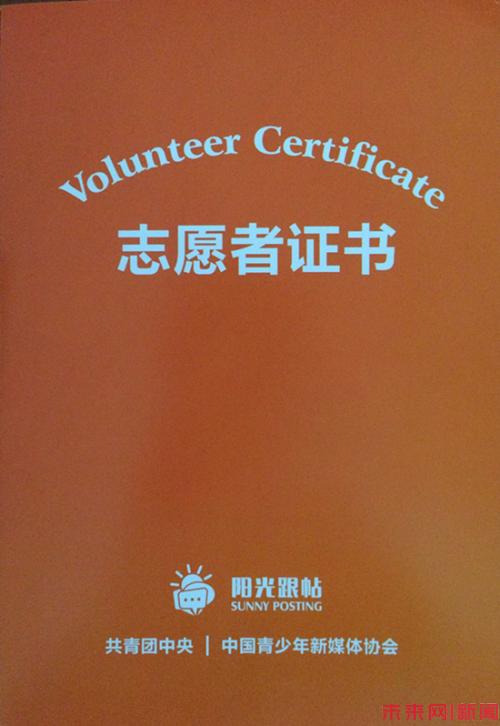 Volunteer Certificate
志愿者证书
阳光跟帖
SUNNY POSTING
共青团中央 | 中国青少年新媒体协会
未来网|新闻